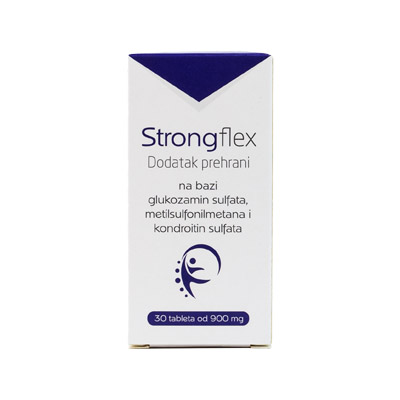 Strongflex
Dodatak prehrani
na bazi
glukozamin sulfata,
metilsulfonilmetana i
kondroitin sulfata
30 tableta od 900 mg